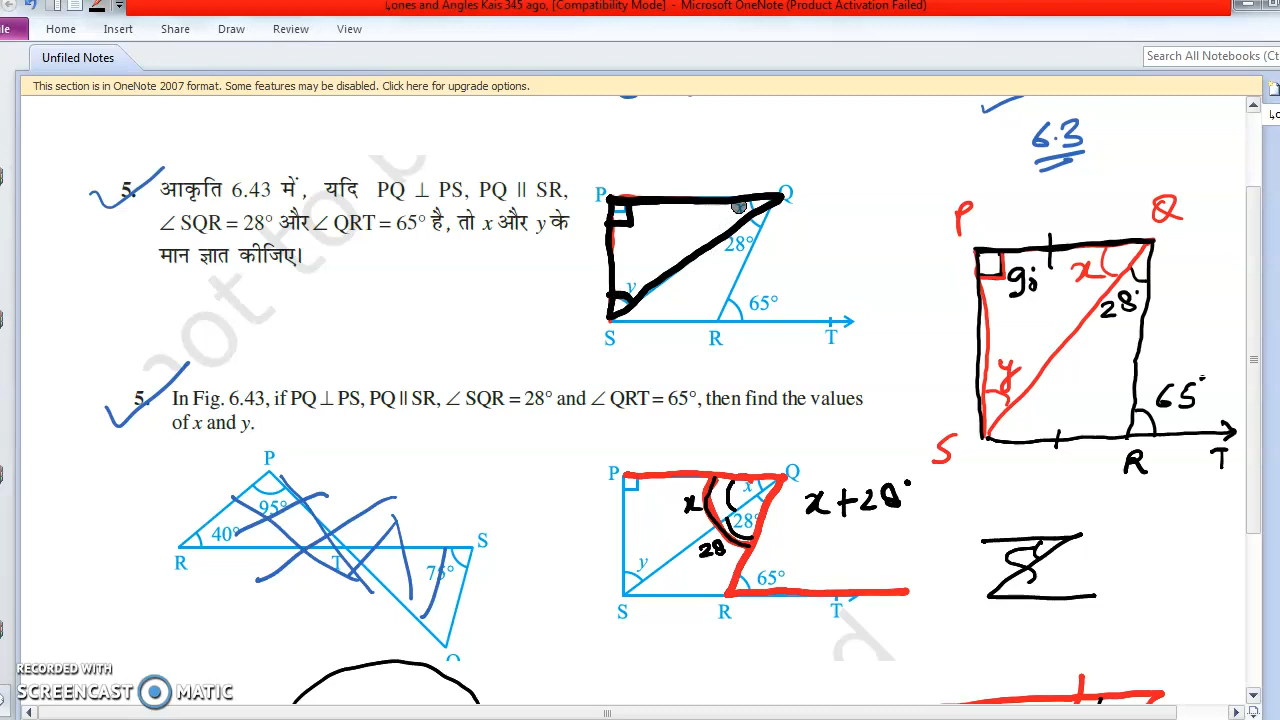 Lones and Angles Kais 345 ago, [Compatibility Mode] - Microsoft OneNote (Product Activation Failed)
Home Insert Share Draw Review View
Unfiled Notes
Search All Notebooks (Ct
This section is in OneNote 2007 format. Some features may be disabled. Click here for upgrade options.
6.3
5. आकृति 6.43 में, यदि PQ ⊥ PS, PQ || SR,
∠ SQR = 28° और ∠ QRT = 65° है, तो x और y के
मान ज्ञात कीजिए।
P Q
28°
y
65°
S R T
P Q
90° x
28°
y
65°
S R T
5. In Fig. 6.43, if PQ ⊥ PS, PQ || SR, ∠ SQR = 28° and ∠ QRT = 65°, then find the values
of x and y.
P
95°
40°
R T S
75°
P Q
x
x 28° x+28°
28
y
65°
S R T
RECORDED WITH
SCREENCAST MATIC